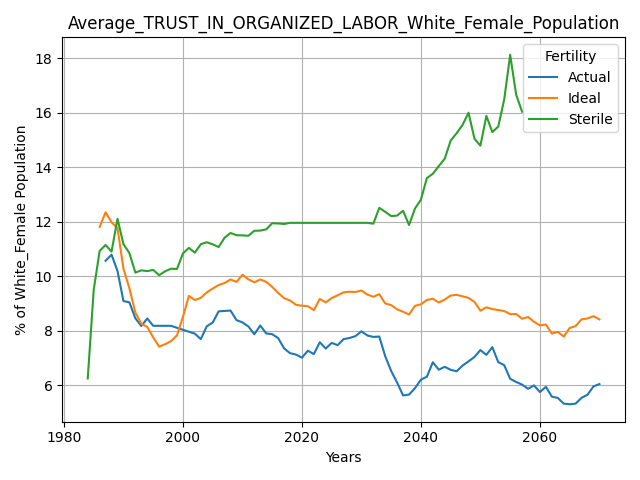 Average_TRUST_IN_ORGANIZED_LABOR_White_Female_Population
Fertility
Actual
Ideal
Sterile
% of White_Female Population
18
16
14
12
10
8
6
1980
2000
2020
2040
2060
Years